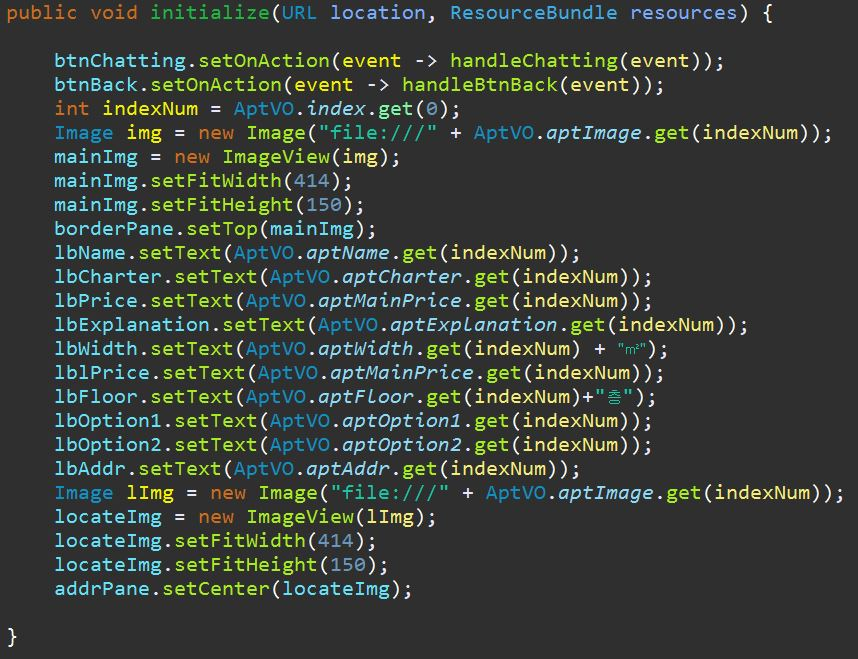 public void initialize(URL location, ResourceBundle resources) {
btnChatting.setOnAction(event -> handleChatting(event));
btnBack.setOnAction(event -> handleBtnBack(event));
int indexNum = AptVO.index.get(0);
Image img = new Image("file:///" + AptVO.aptImage.get(indexNum));
mainImg = new ImageView(img);
mainImg.setFitWidth(414);
mainImg.setFitHeight(150);
borderPane.setTop(mainImg);
lbName.setText(AptVO.aptName.get(indexNum));
lbCharter.setText(AptVO.aptCharter.get(indexNum));
lbPrice.setText(AptVO.aptMainPrice.get(indexNum));
lbExplanation.setText(AptVO.aptExplanation.get(indexNum));
lbWidth.setText(AptVO.aptWidth.get(indexNum) + "㎡");
lblPrice.setText(AptVO.aptMainPrice.get(indexNum));
lbFloor.setText(AptVO.aptFloor.get(indexNum)+"층");
lbOption1.setText(AptVO.aptOption1.get(indexNum));
lbOption2.setText(AptVO.aptOption2.get(indexNum));
lbAddr.setText(AptVO.aptAddr.get(indexNum));
Image lImg = new Image("file:///" + AptVO.aptImage.get(indexNum));
locateImg = new ImageView(lImg);
locateImg.setFitWidth(414);
locateImg.setFitHeight(150);
addrPane.setCenter(locateImg);
}